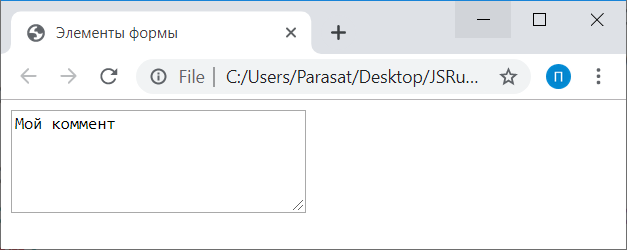 Элементы формы
File | C:/Users/Parasat/Desktop/JSRu...
П
Мой коммент